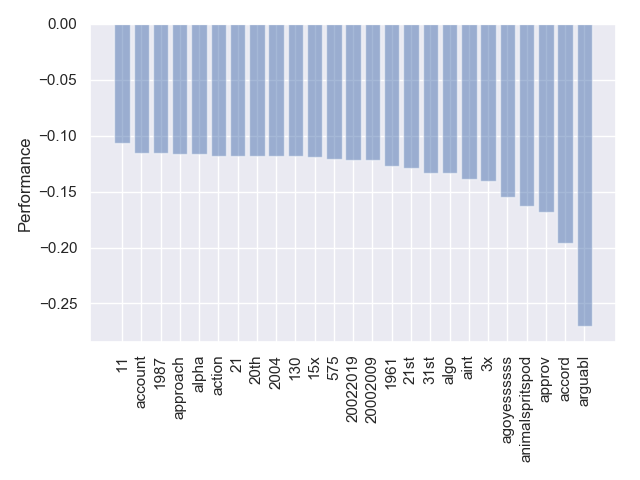 0.00
−0.05
−0.10
−0.15
−0.20
−0.25
Performance
11
account
1987
approach
alpha
action
21
20th
2004
130
15x
575
20022019
20002009
1961
21st
31st
algo
aint
3x
agoyessssss
animalspritspod
approv
accord
arguabl